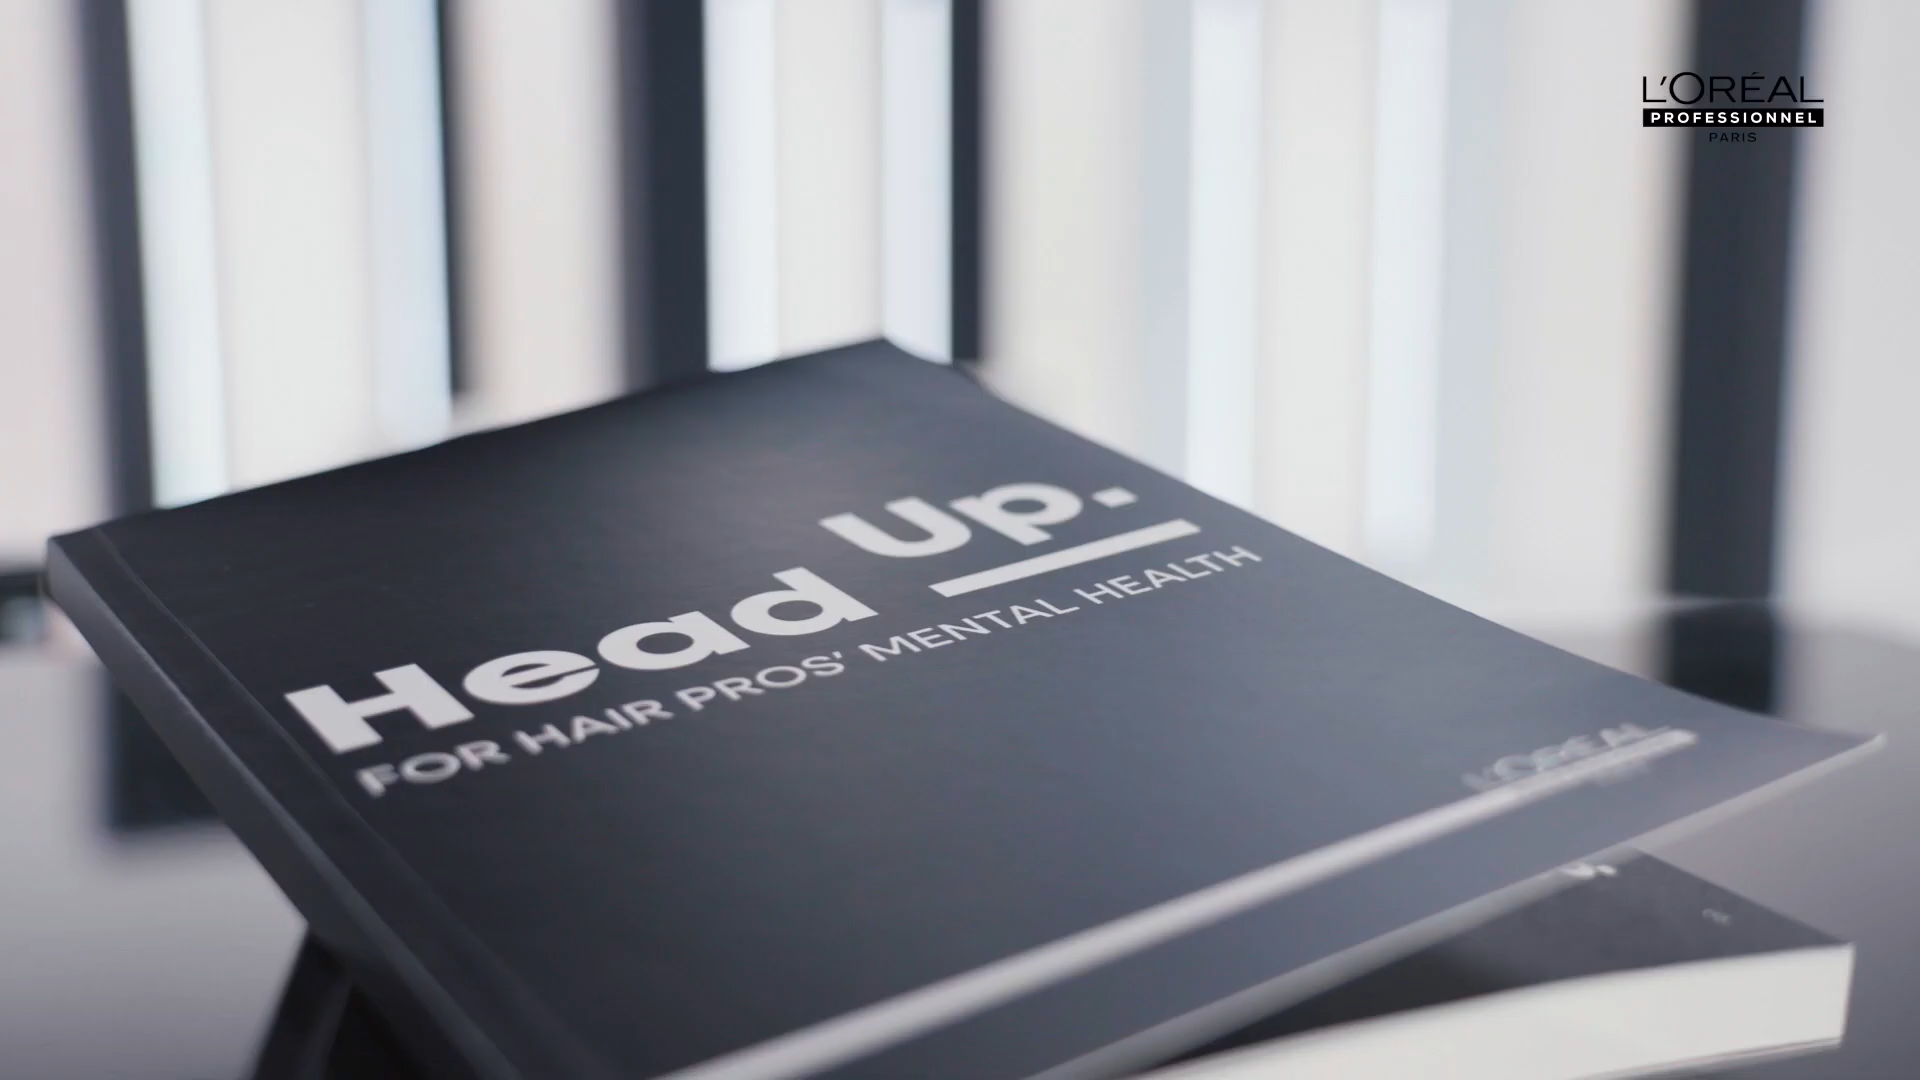 L'ORÉAL
PROFESSIONNEL
PARIS
Head Up.
FOR HAIR PROS' MENTAL HEALTH
L'ORÉAL